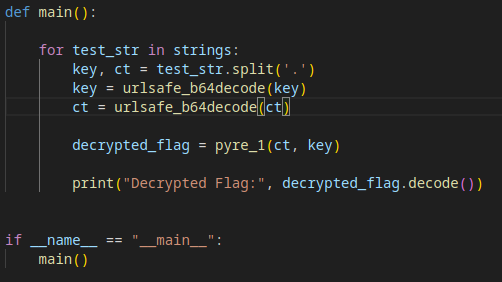 def main():
    for test_str in strings:
        key, ct = test_str.split('.')
        key = urlsafe_b64decode(key)
        ct = urlsafe_b64decode(ct)
        decrypted_flag = pyre_1(ct, key)
        print("Decrypted Flag:", decrypted_flag.decode())
if __name__ == "__main__":
    main()